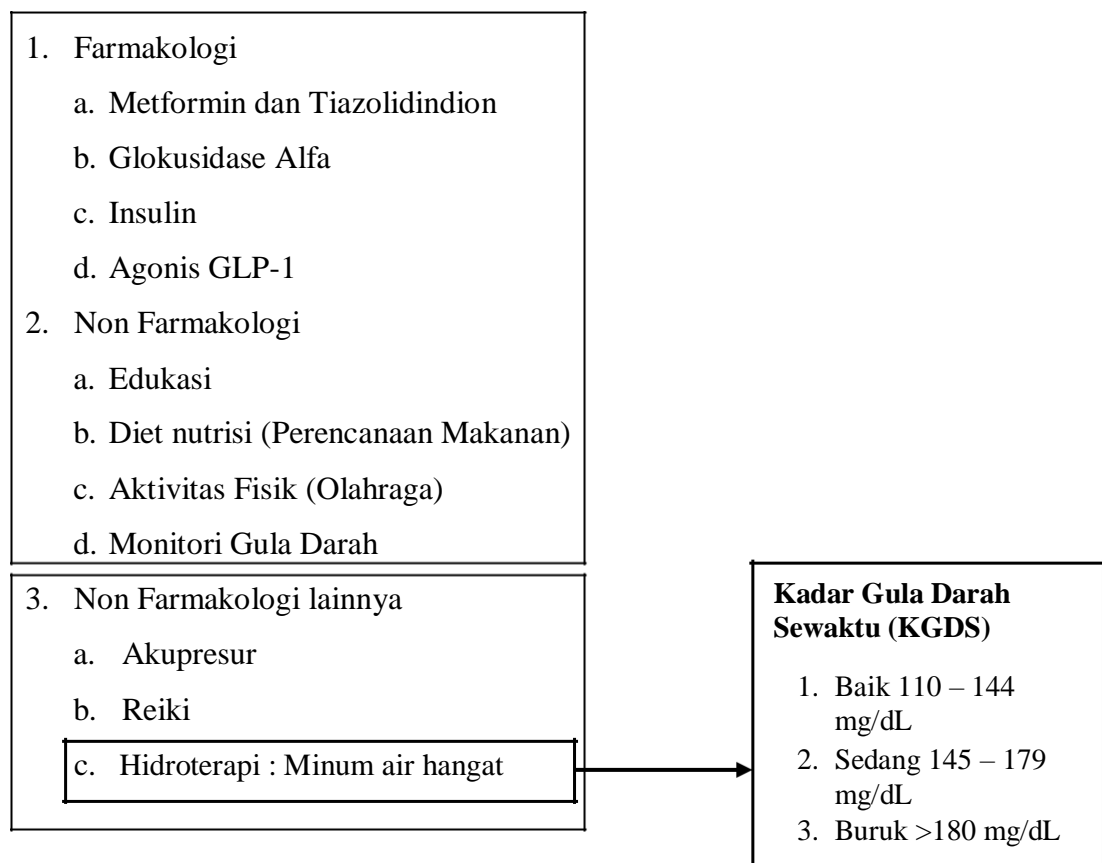 1. Farmakologi
a. Metformin dan Tiazolidindion
b. Glokusidase Alfa
c. Insulin
d. Agonis GLP-1
2. Non Farmakologi
a. Edukasi
b. Diet nutrisi (Perencanaan Makanan)
c. Aktivitas Fisik (Olahraga)
d. Monitori Gula Darah
3. Non Farmakologi lainnya
a. Akupresur
b. Reiki
c. Hidroterapi : Minum air hangat
Kadar Gula Darah
Sewaktu (KGDS)
1. Baik 110 – 144
mg/dL
2. Sedang 145 – 179
mg/dL
3. Buruk >180 mg/dL